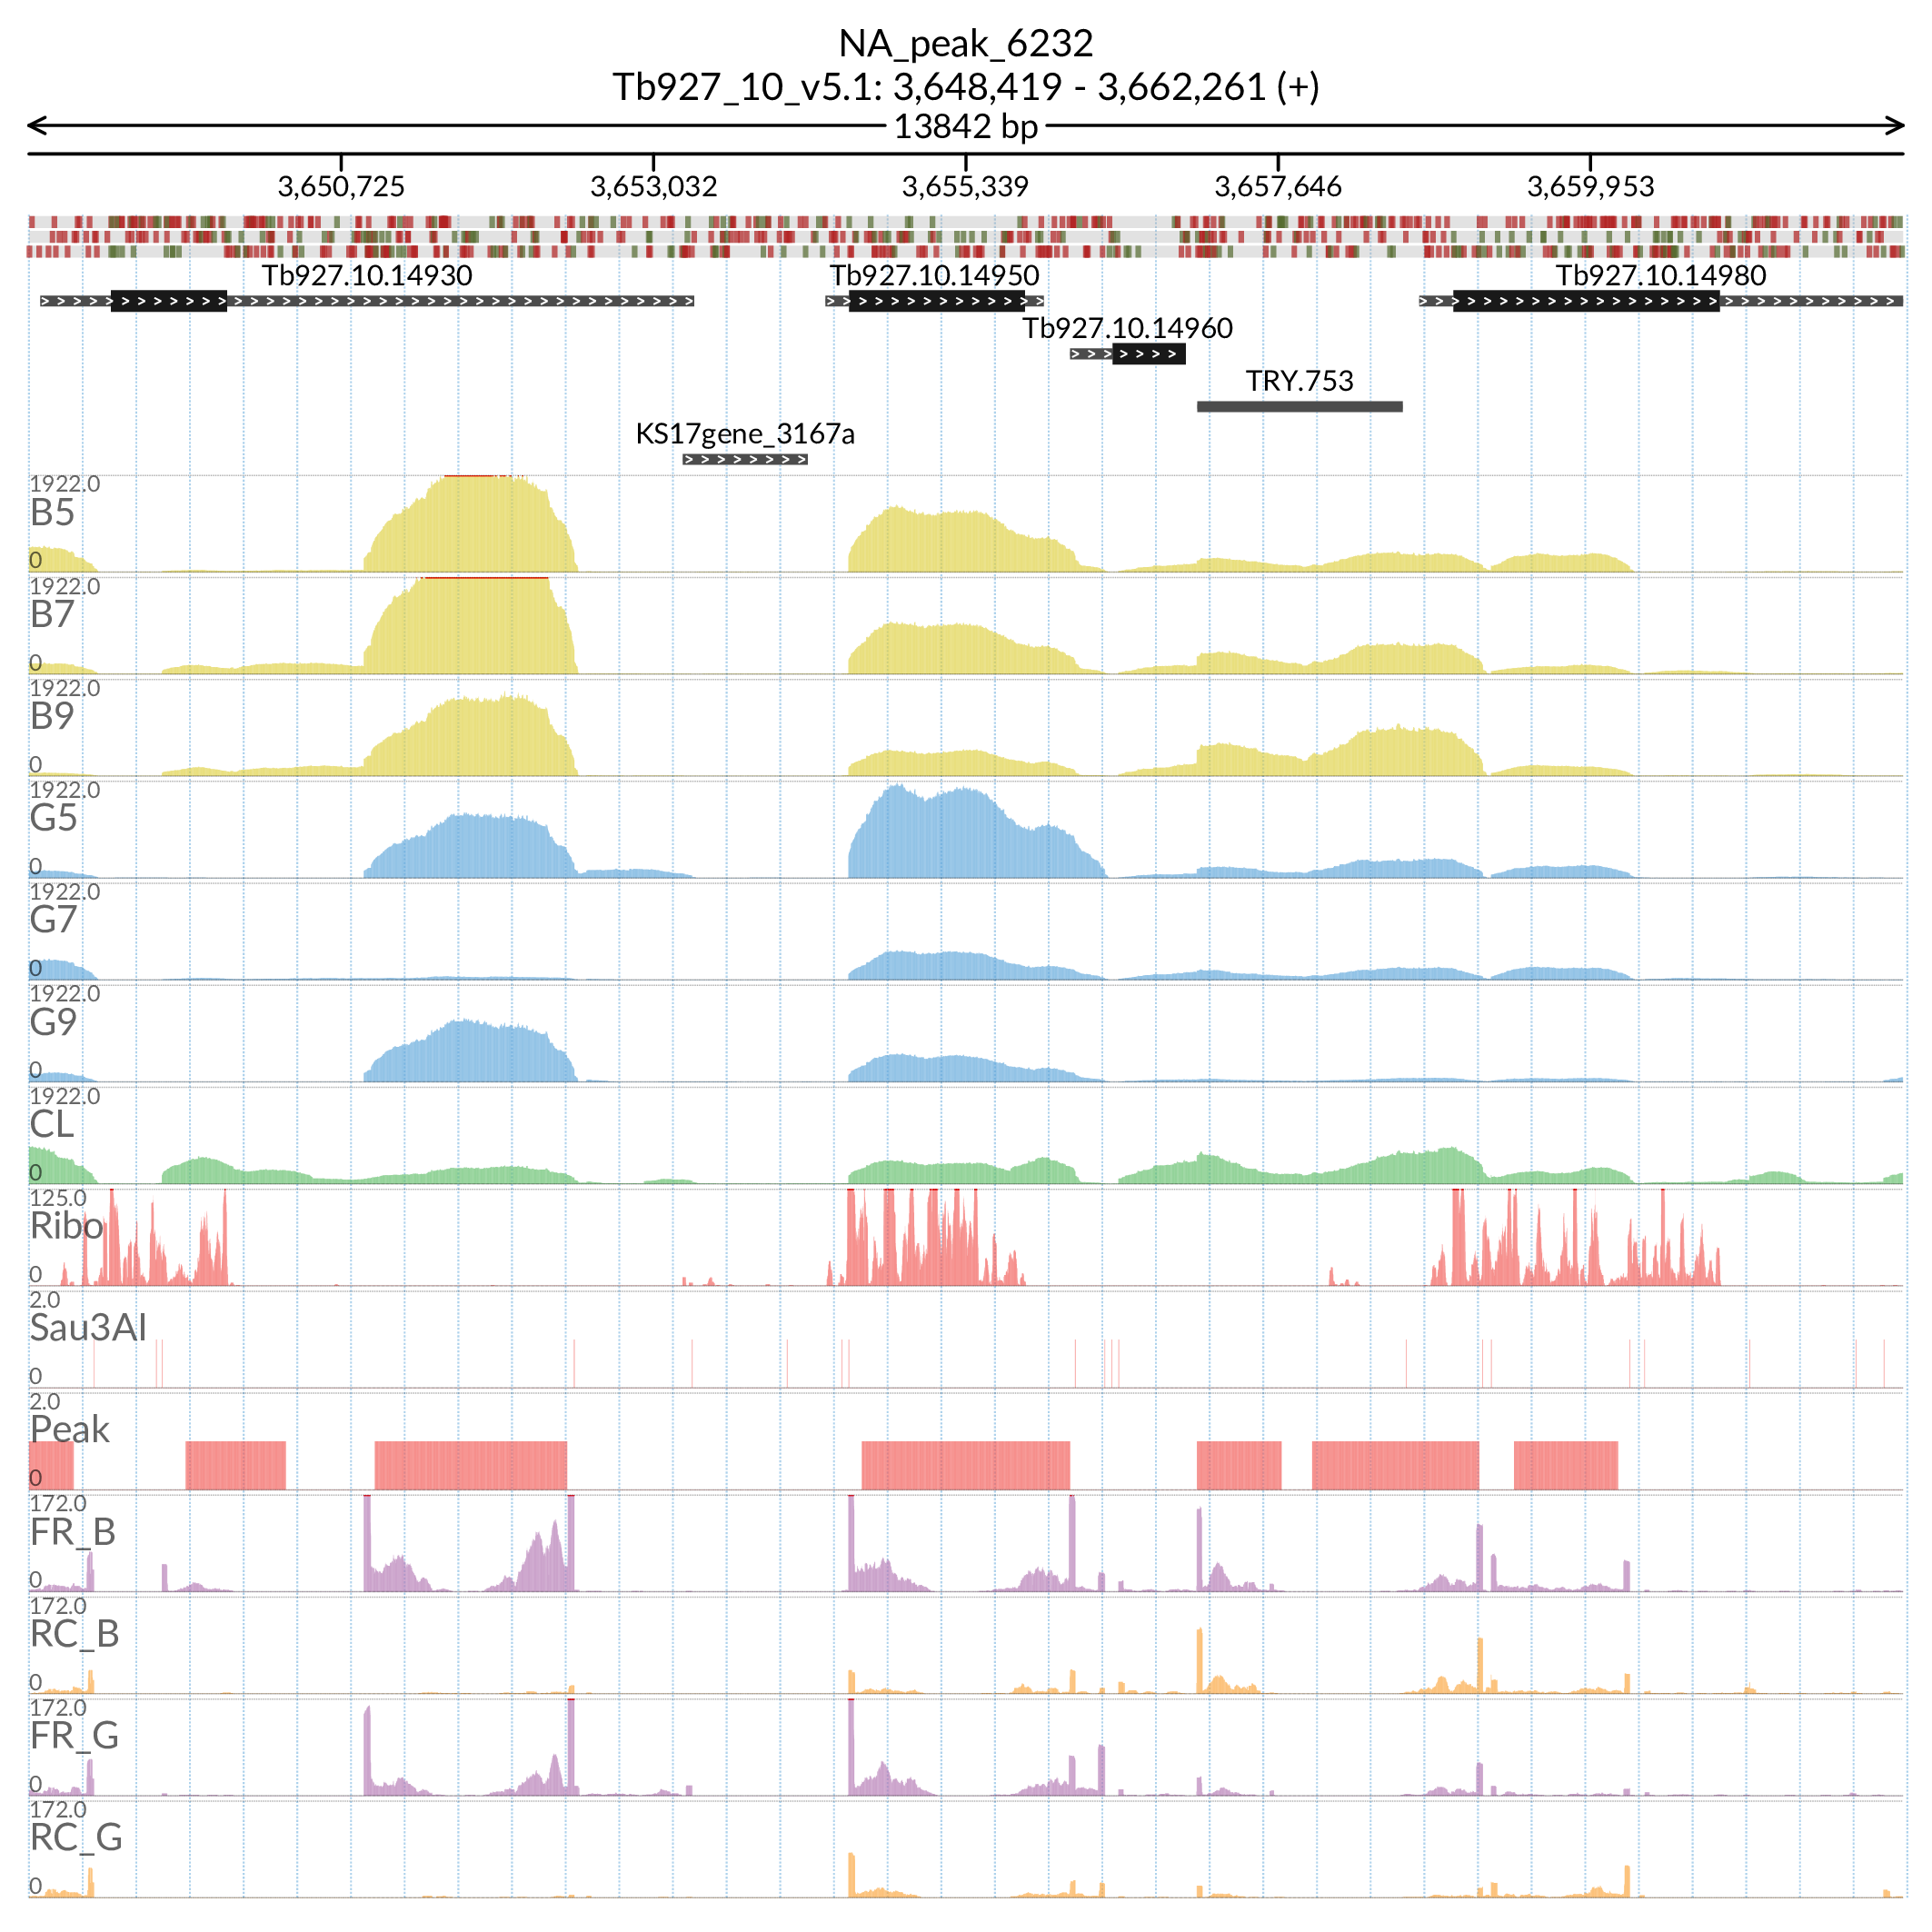 NA_peak_6232
Tb927_10_v5.1: 3,648,419 - 3,662,261 (+)
13842 bp
3,650,725 3,653,032 3,655,339 3,657,646 3,659,953
Tb927.10.14930 Tb927.10.14950 Tb927.10.14980
Tb927.10.14960
TRY.753
KS17gene_3167a
1922.0
B5
0
1922.0
B7
0
1922.0
B9
0
1922.0
G5
0
1922.0
G7
0
1922.0
G9
0
1922.0
CL
0
125.0
Ribo
0
2.0
Sau3AI
0
2.0
Peak
0
172.0
FR_B
0
172.0
RC_B
0
172.0
FR_G
0
172.0
RC_G
0